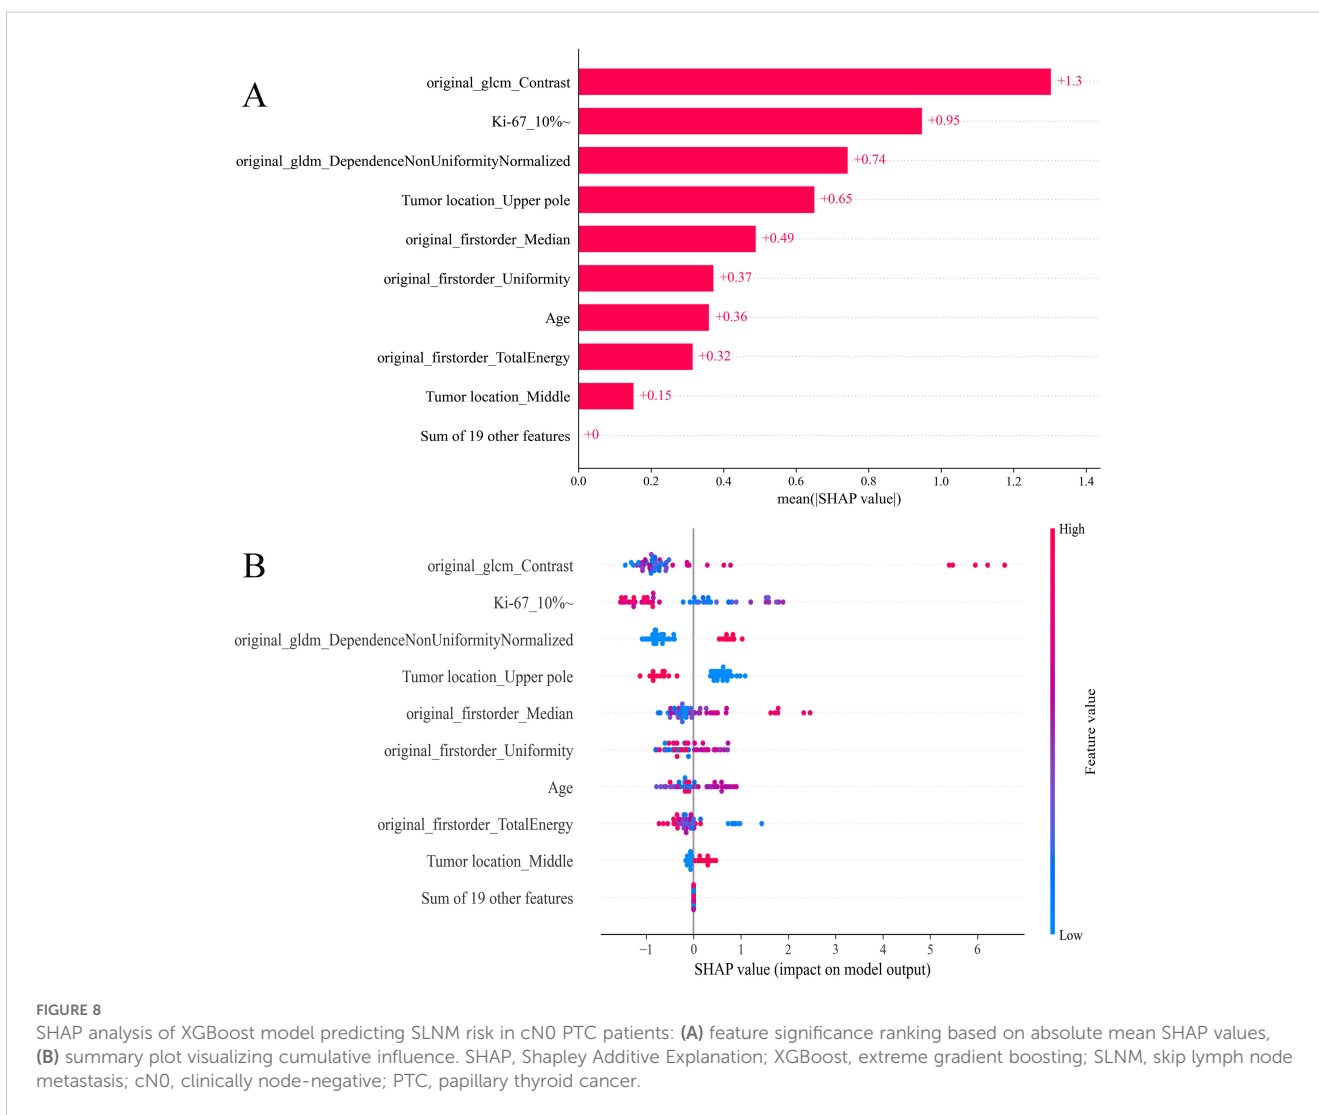 A
original_glcm_Contrast
+1.3
Ki-67_10%~
+0.95
original_gldm_DependenceNonUniformityNormalized
+0.74
Tumor location_Upper pole
+0.65
original_firstorder_Median
+0.49
original_firstorder_Uniformity
+0.37
Age
+0.36
original_firstorder_TotalEnergy
+0.32
Tumor location_Middle
+0.15
Sum of 19 other features
+0
0.0 0.2 0.4 0.6 0.8 1.0 1.2 1.4
mean(|SHAP value|)
B
High
original_glcm_Contrast
Ki-67_10%~
original_gldm_DependenceNonUniformityNormalized
Tumor location_Upper pole
original_firstorder_Median
original_firstorder_Uniformity
Age
original_firstorder_TotalEnergy
Tumor location_Middle
Sum of 19 other features
Feature value
Low
−1 0 1 2 3 4 5 6
SHAP value (impact on model output)
FIGURE 8
SHAP analysis of XGBoost model predicting SLNM risk in cN0 PTC patients: (A) feature significance ranking based on absolute mean SHAP values,
(B) summary plot visualizing cumulative influence. SHAP, Shapley Additive Explanation; XGBoost, extreme gradient boosting; SLNM, skip lymph node
metastasis; cN0, clinically node-negative; PTC, papillary thyroid cancer.